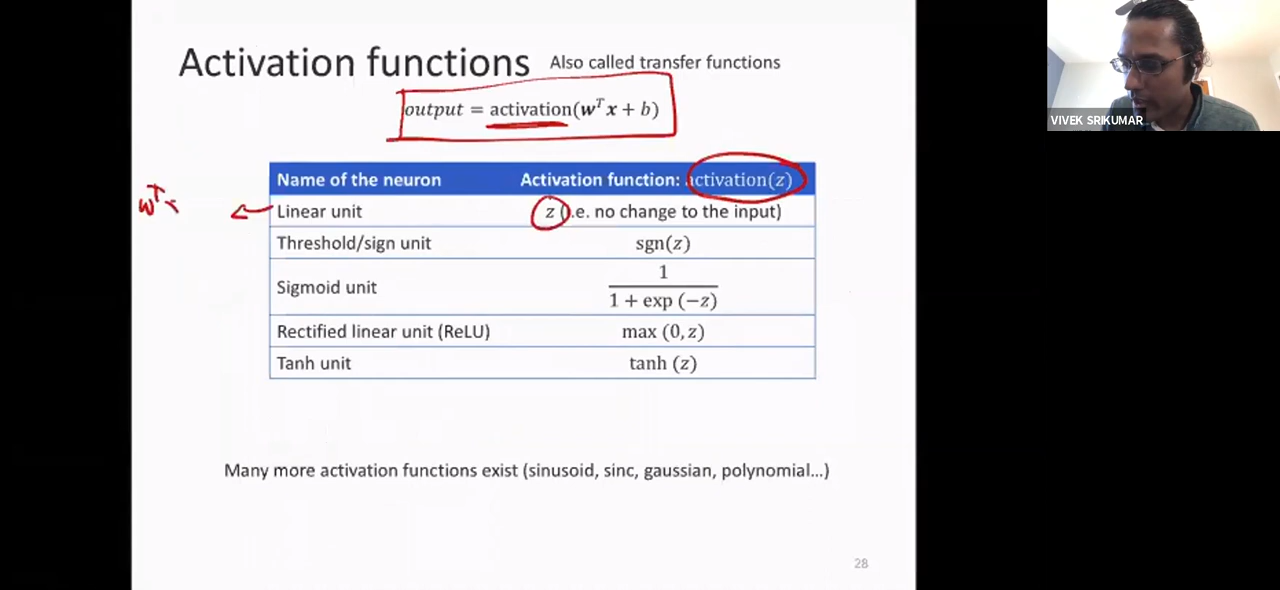 Activation functions Also called transfer functions
output = activation(wᵀx + b)
Name of the neuron Activation function: activation(z)
wᵀx
Linear unit z (i.e. no change to the input)
Threshold/sign unit sgn(z)
Sigmoid unit 1 / 1 + exp (−z)
Rectified linear unit (ReLU) max (0, z)
Tanh unit tanh (z)
Many more activation functions exist (sinusoid, sinc, gaussian, polynomial...)
28
VIVEK SRIKUMAR